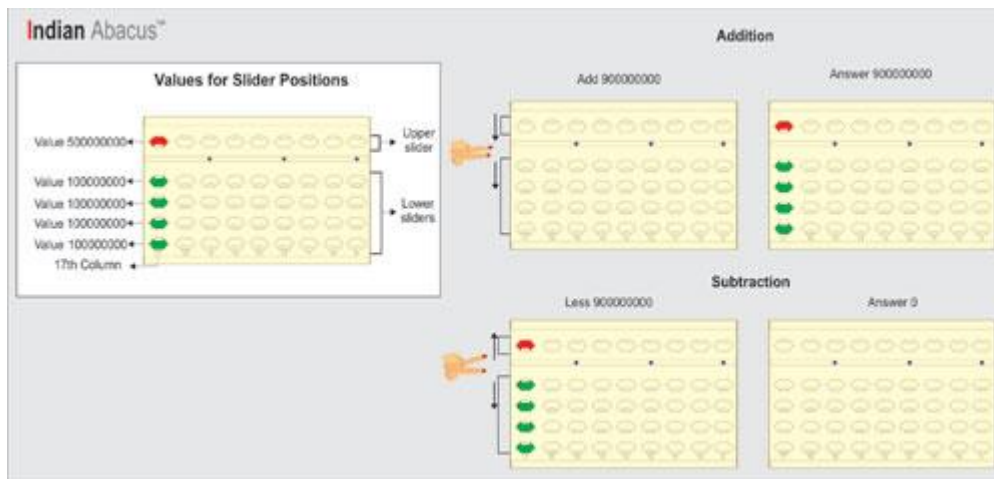 Indian Abacus™
Values for Slider Positions
Value 500000000
Upper
slider
Value 100000000
Value 100000000
Value 100000000
Value 100000000
Lower
sliders
17th Column
Addition
Add 900000000
Answer 900000000
Subtraction
Less 900000000
Answer 0